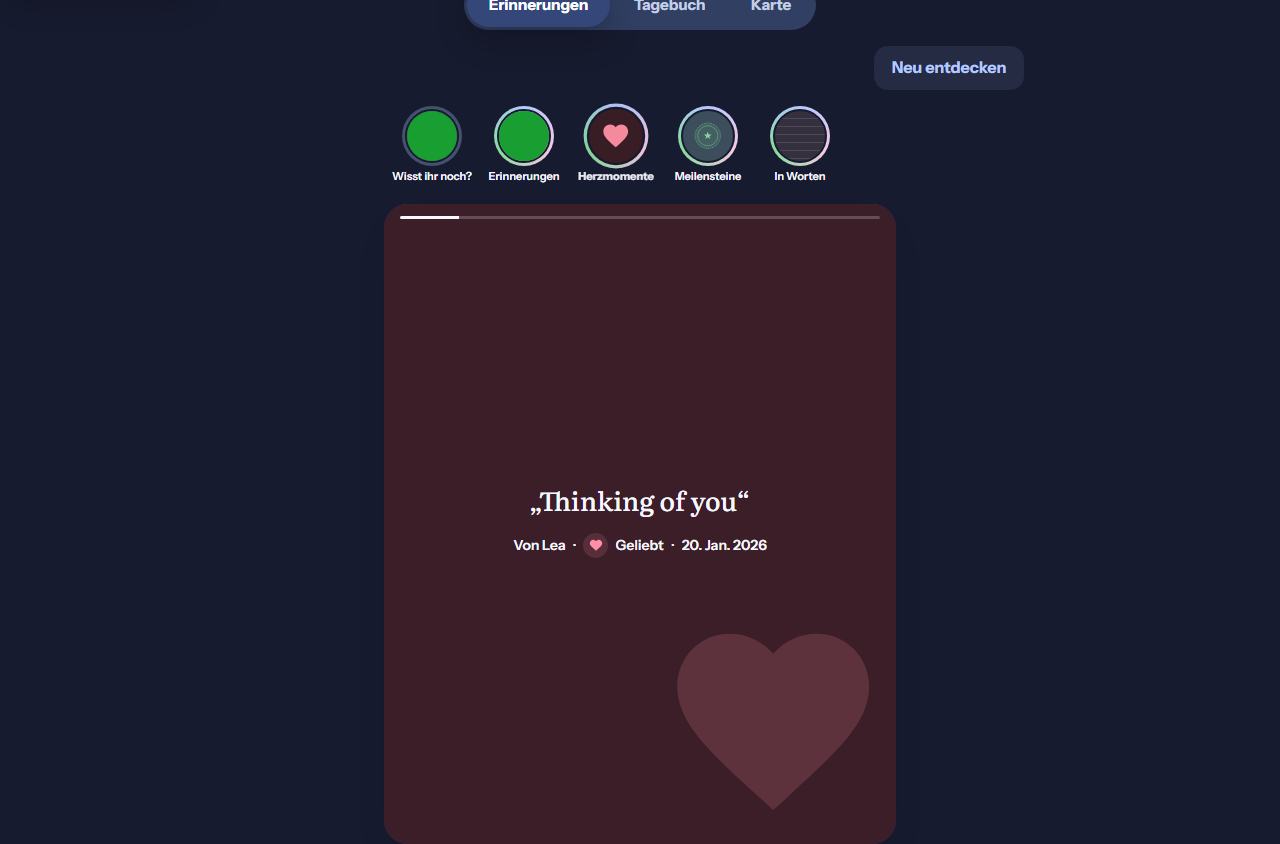 Erinnerungen Tagebuch Karte
Neu entdecken
Wisst ihr noch? Erinnerungen Herzmomente Meilensteine In Worten
„Thinking of you“
Von Lea · Geliebt · 20. Jan. 2026